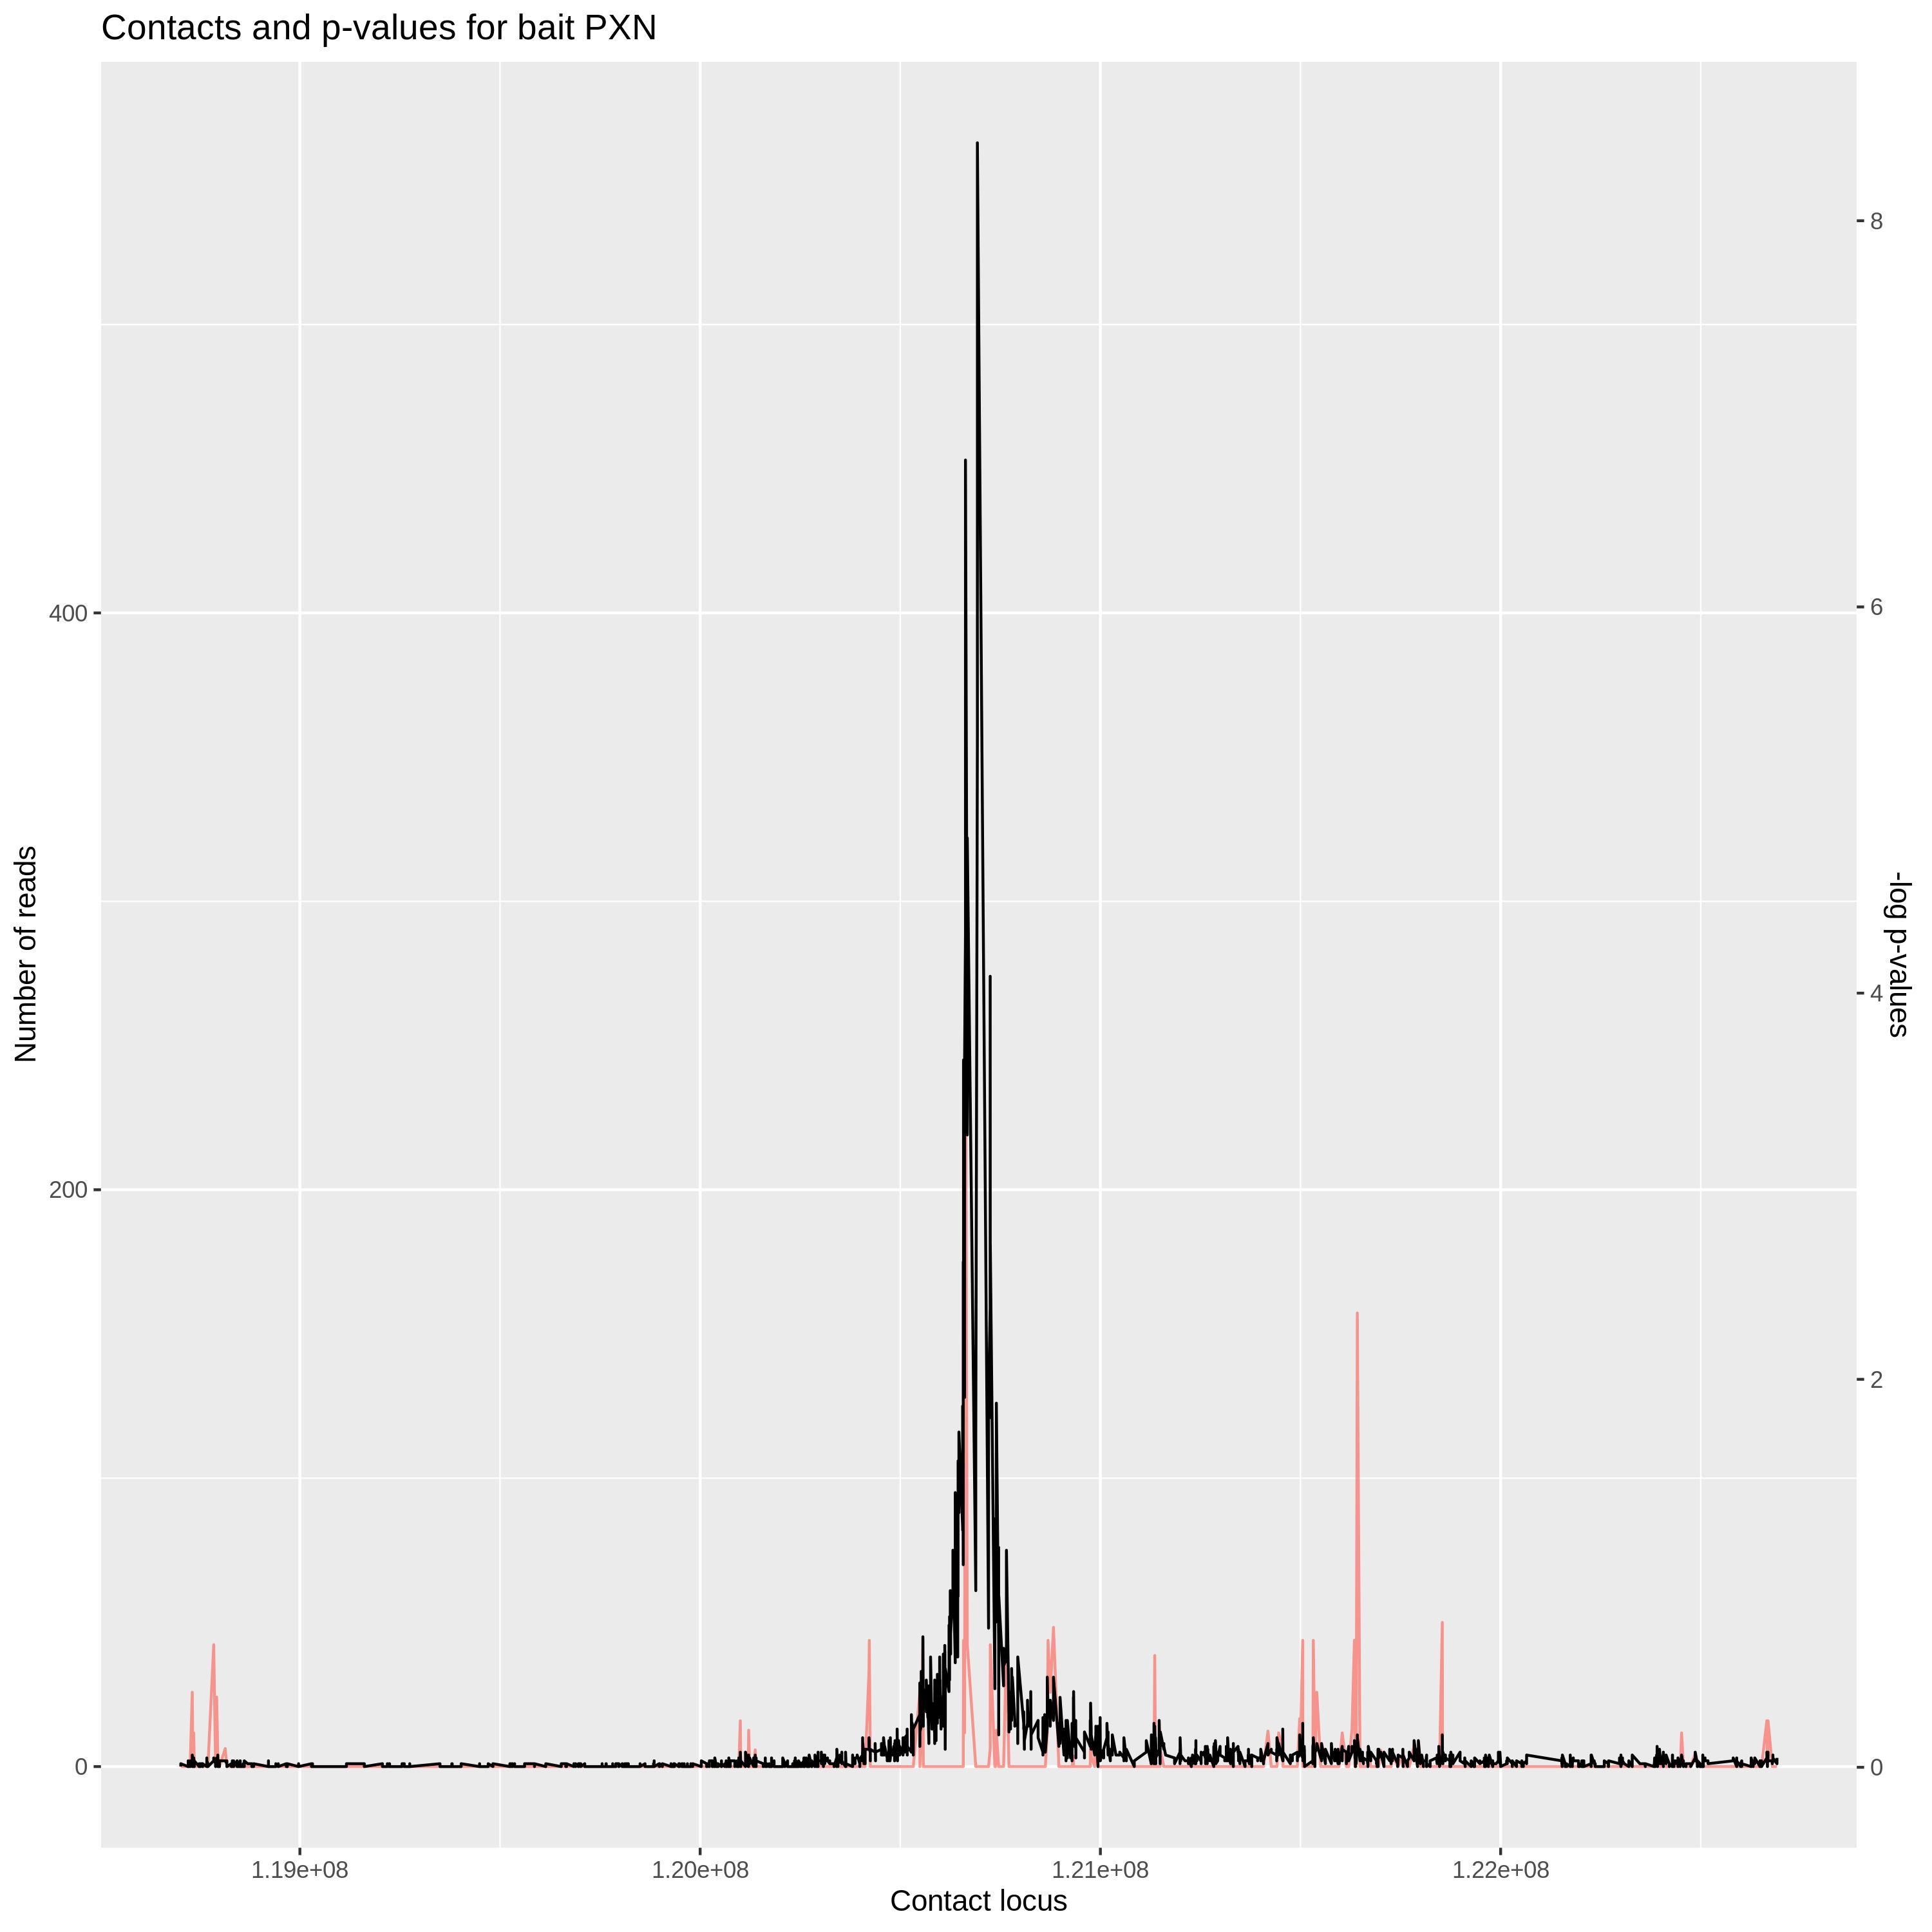 Contacts and p-values for bait PXN
Number of reads
400
200
0
8
6
4
2
0
-log p-values
1.19e+08
1.20e+08
1.21e+08
1.22e+08
Contact locus